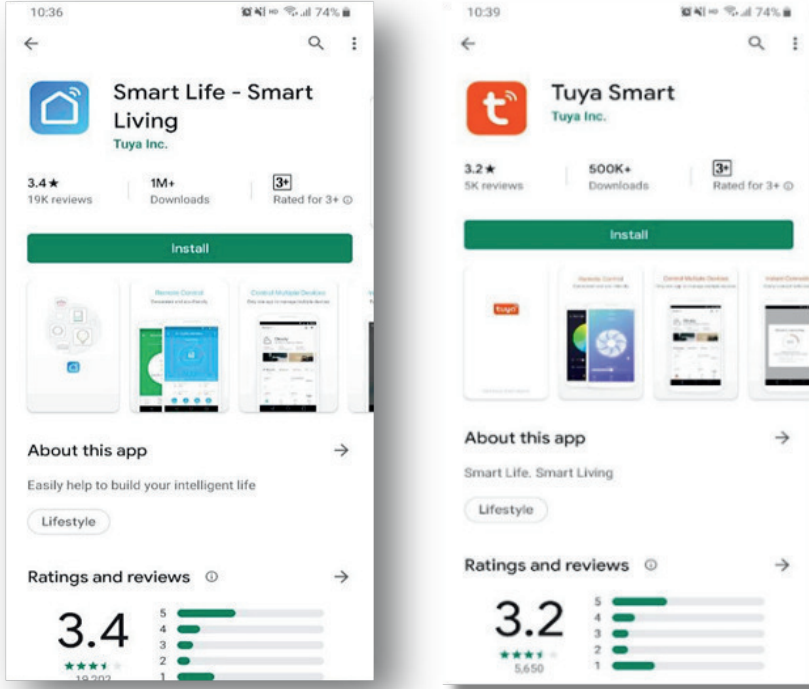 10:36
HD 74%
Smart Life - Smart
Living
Tuya Inc.
3.4★ 1M+ 3+
19K reviews Downloads Rated for 3+
Install
Remote Control
Control Multiple Devices
About this app
Easily help to build your intelligent life
Lifestyle
Ratings and reviews
3.4
5
4
3
2
1
19,202
10:39
HD 74%
Tuya Smart
Tuya Inc.
3.2★ 500K+ 3+
5K reviews Downloads Rated for 3+
Install
tuya
Remote Control
Control Multiple Devices
About this app
Smart Life, Smart Living
Lifestyle
Ratings and reviews
3.2
5
4
3
2
1
5,650